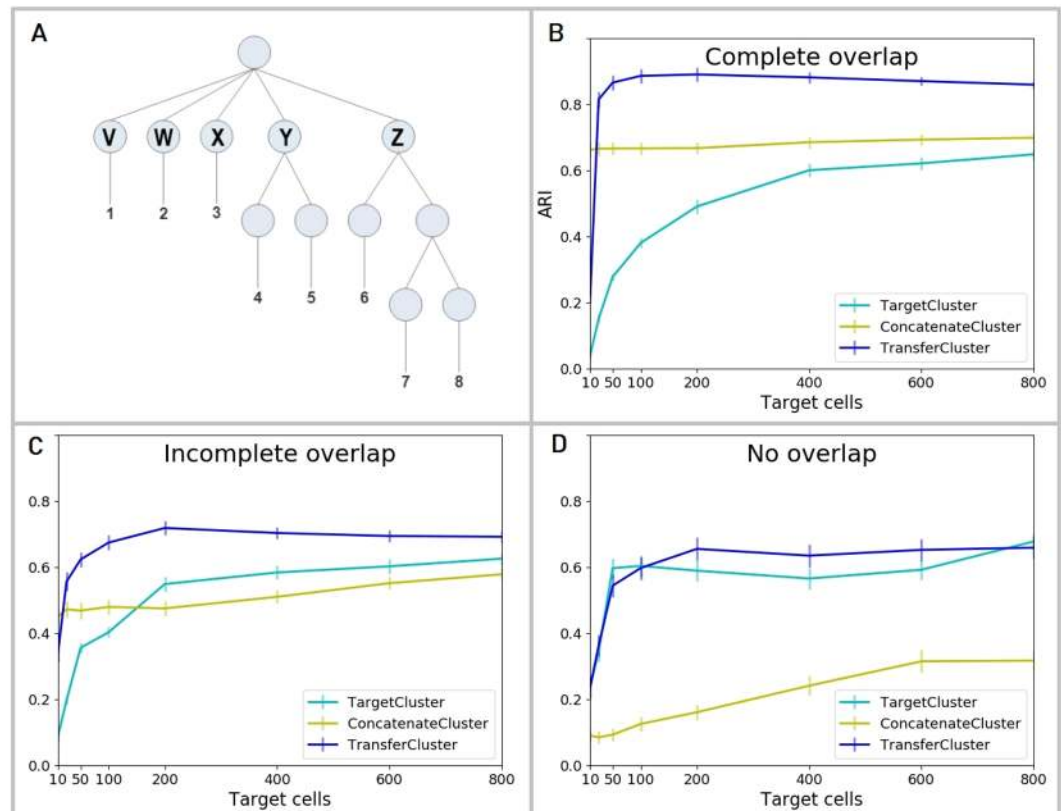 A
V W X Y Z
1 2 3
4 5 6
7 8
B
Complete overlap
ARI
0.8
0.6
0.4
0.2
0.0
TargetCluster
ConcatenateCluster
TransferCluster
10 50 100 200 400 600 800
Target cells
C
Incomplete overlap
0.8
0.6
0.4
0.2
0.0
TargetCluster
ConcatenateCluster
TransferCluster
10 50 100 200 400 600 800
Target cells
D
No overlap
0.8
0.6
0.4
0.2
0.0
TargetCluster
ConcatenateCluster
TransferCluster
10 50 100 200 400 600 800
Target cells